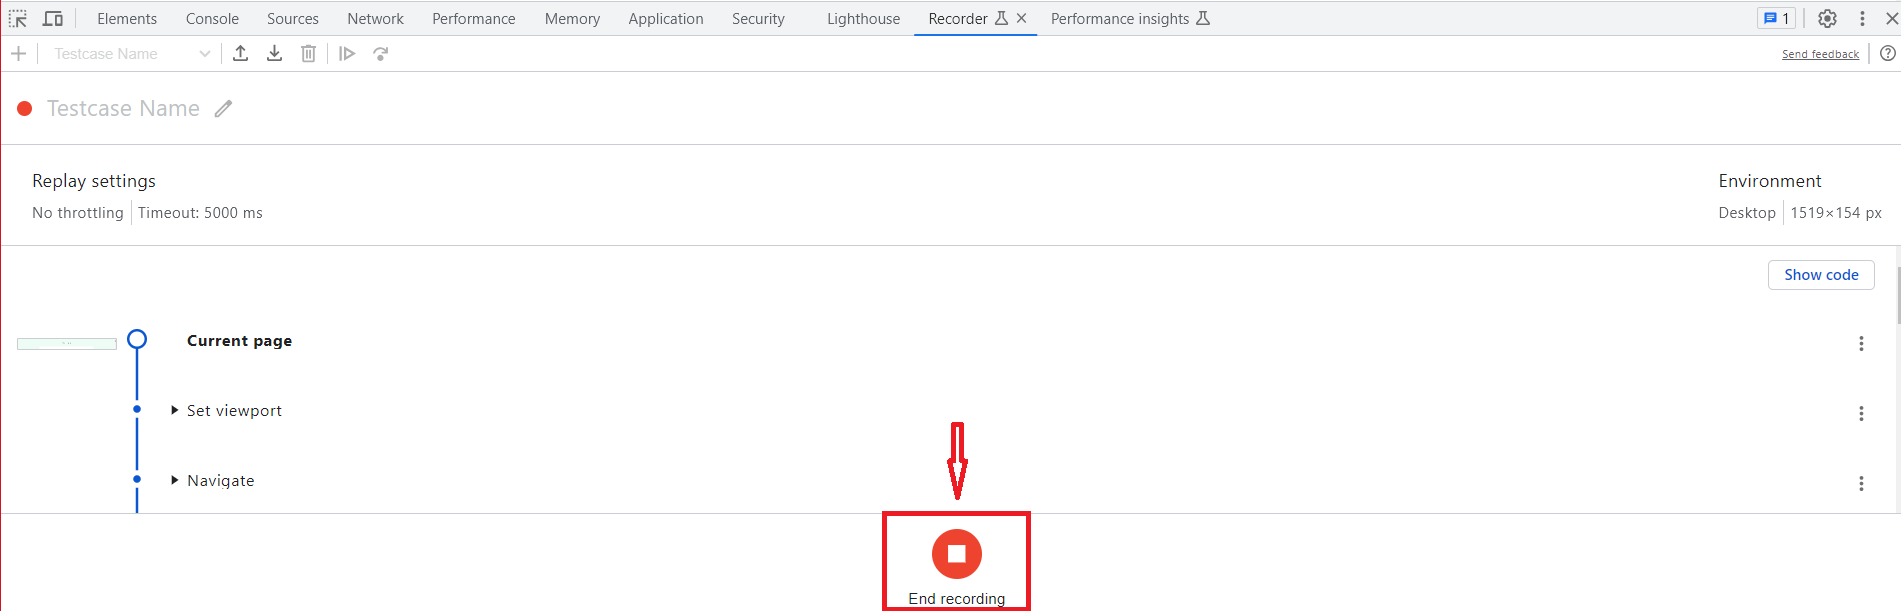 Elements Console Sources Network Performance Memory Application Security Lighthouse Recorder Performance insights 1
Testcase Name Send feedback
Testcase Name
Replay settings Environment
No throttling Timeout: 5000 ms Desktop 1519×154 px
Show code
Current page
Set viewport
Navigate
End recording